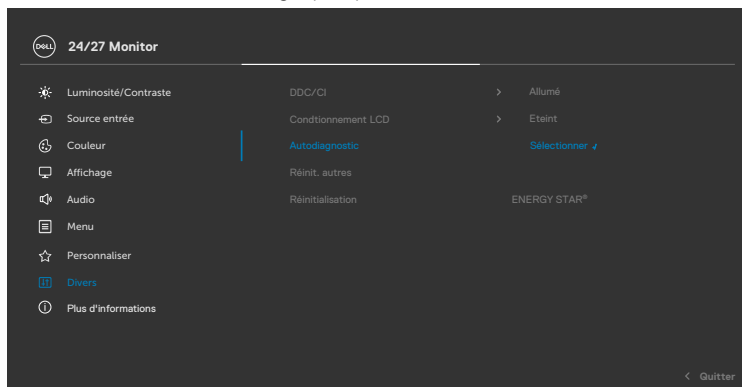 DELL
24/27 Monitor
Luminosité/Contraste DDC/CI > Allumé
Source entrée Condtionnement LCD > Eteint
Couleur Autodiagnostic Sélectionner √
Affichage Réinit. autres
Audio Réinitialisation ENERGY STAR®
Menu
Personnaliser
Divers
Plus d'informations
< Quitter